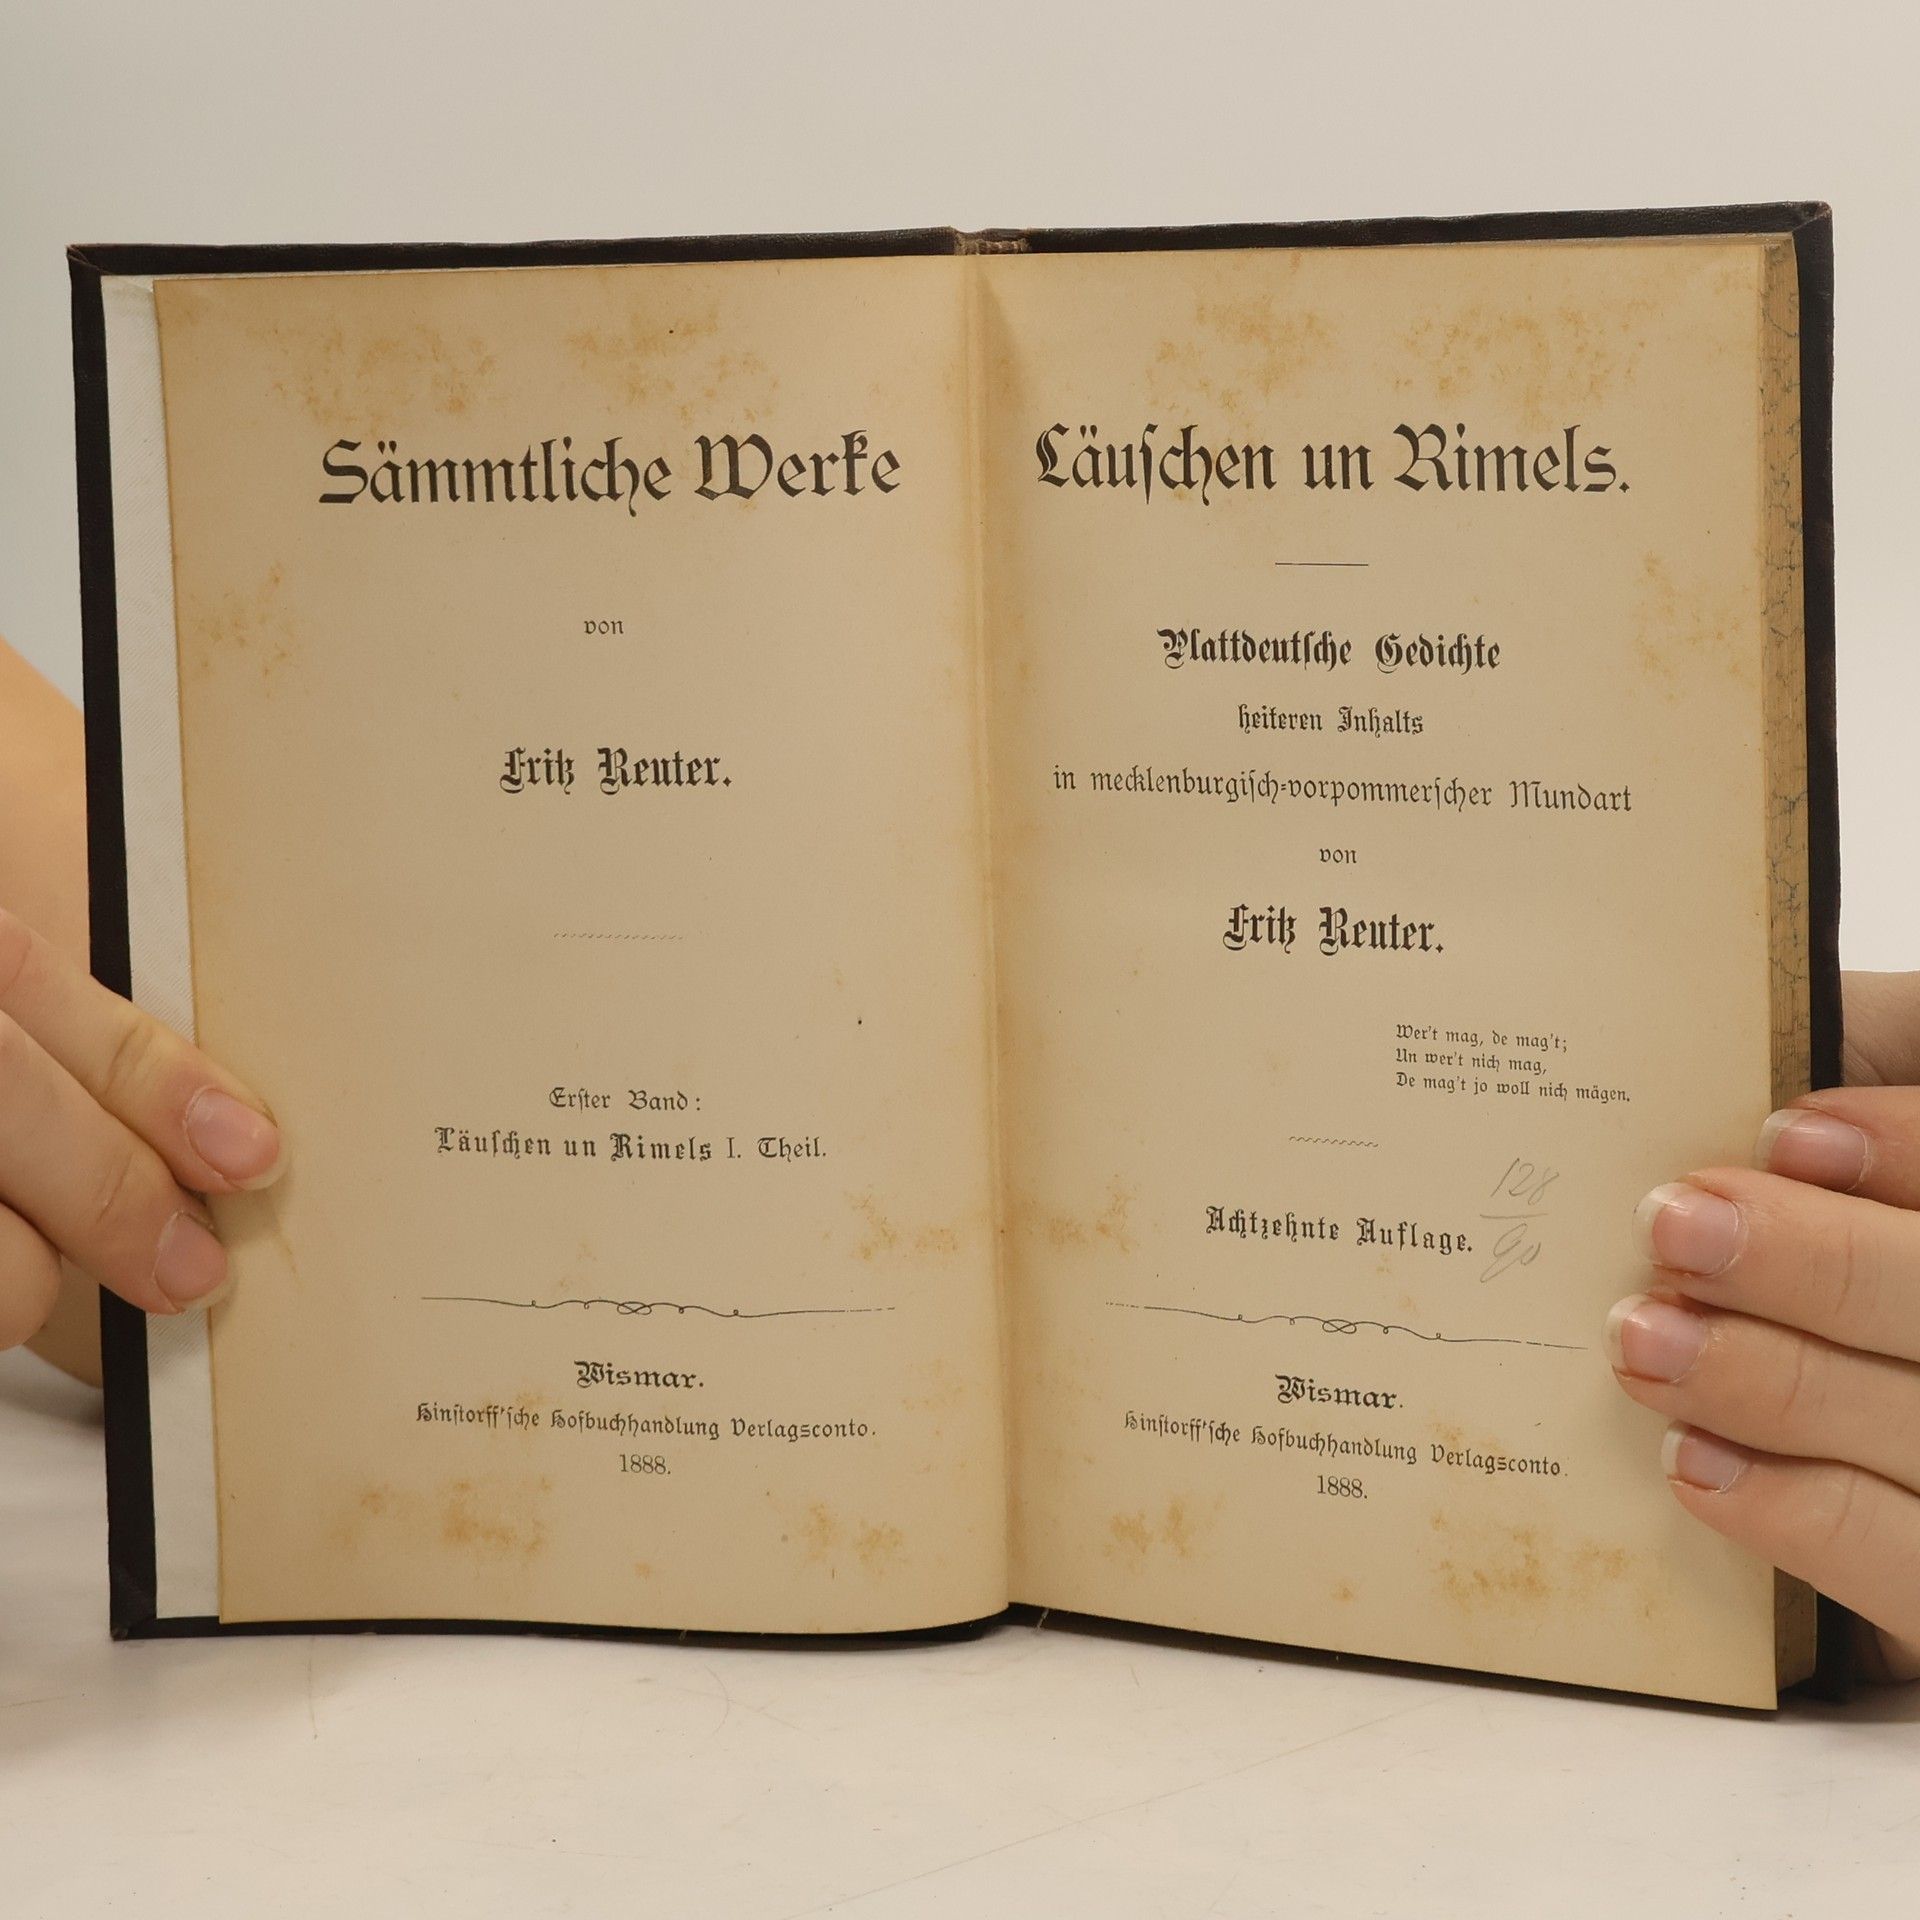 Sämmtliche Werke
von
Fritz Reuter.
Erster Band:
Läuschen un Rimels I. Theil.
Wismar.
Hinstorff'sche Hofbuchhandlung Verlagsconto.
1888.
Läuschen un Rimels.
Plattdeutsche Gedichte
heiteren Inhalts
in mecklenburgisch-vorpommerscher Mundart
von
Fritz Reuter.
Wer't mag, de mag't;
Un wer't nich mag,
De mag't jo woll nich mägen.
128
Achtzehnte Auflage.
Wismar.
Hinstorff'sche Hofbuchhandlung Verlagsconto.
1888.